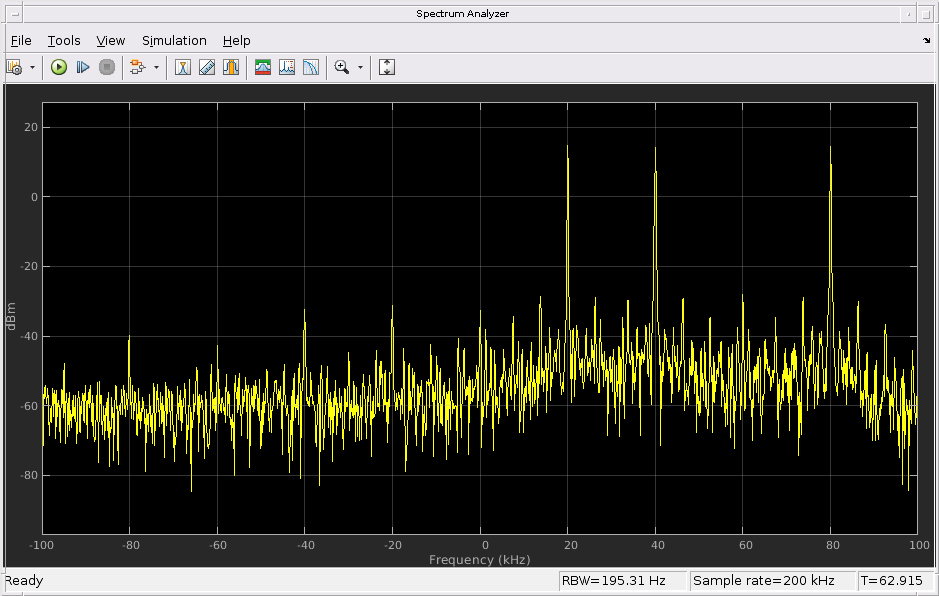 Spectrum Analyzer
File Tools View Simulation Help
20
0
-20
-40
-60
-80
dBm
-100 -80 -60 -40 -20 0 20 40 60 80 100
Frequency (kHz)
Ready RBW=195.31 Hz Sample rate=200 kHz T=62.915